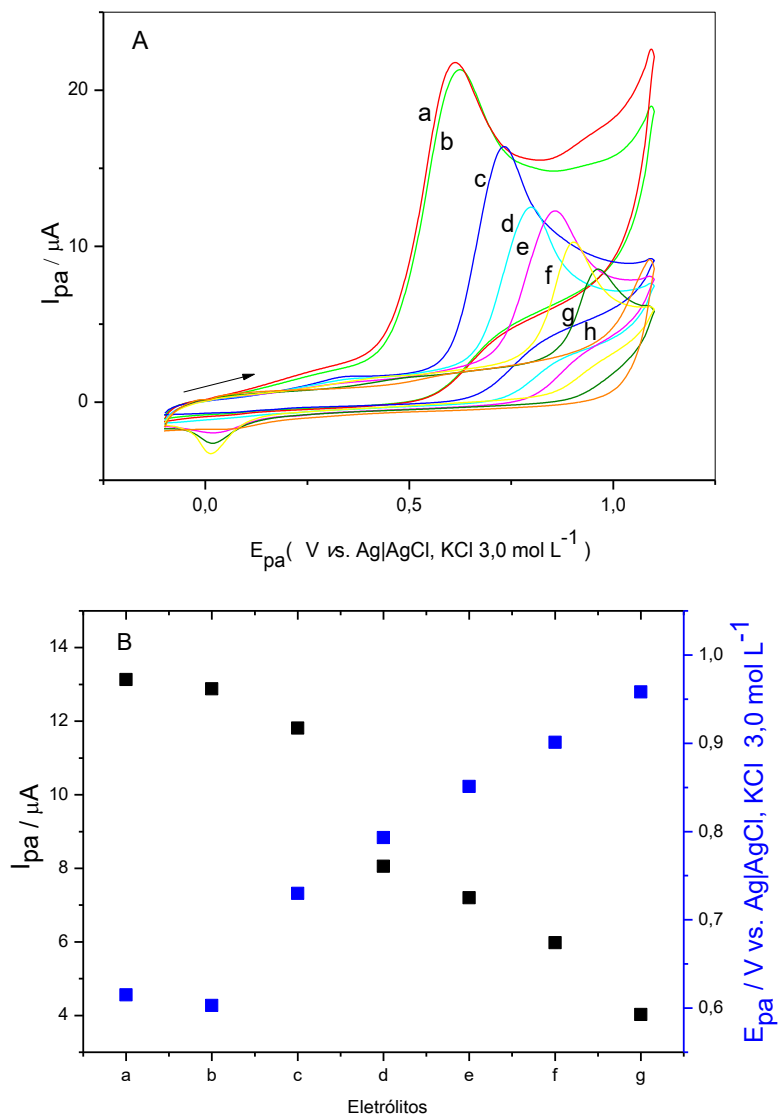 A
20
10
0
I_pa / μA
a
b
c
d
e
f
g
h
0,0
0,5
1,0
E_pa( V vs. Ag|AgCl, KCl 3,0 mol L^-1 )
B
14
12
10
8
6
4
I_pa / μA
1,0
0,9
0,8
0,7
0,6
E_pa / V vs. Ag|AgCl, KCl 3,0 mol L^-1
a b c d e f g
Eletrólitos